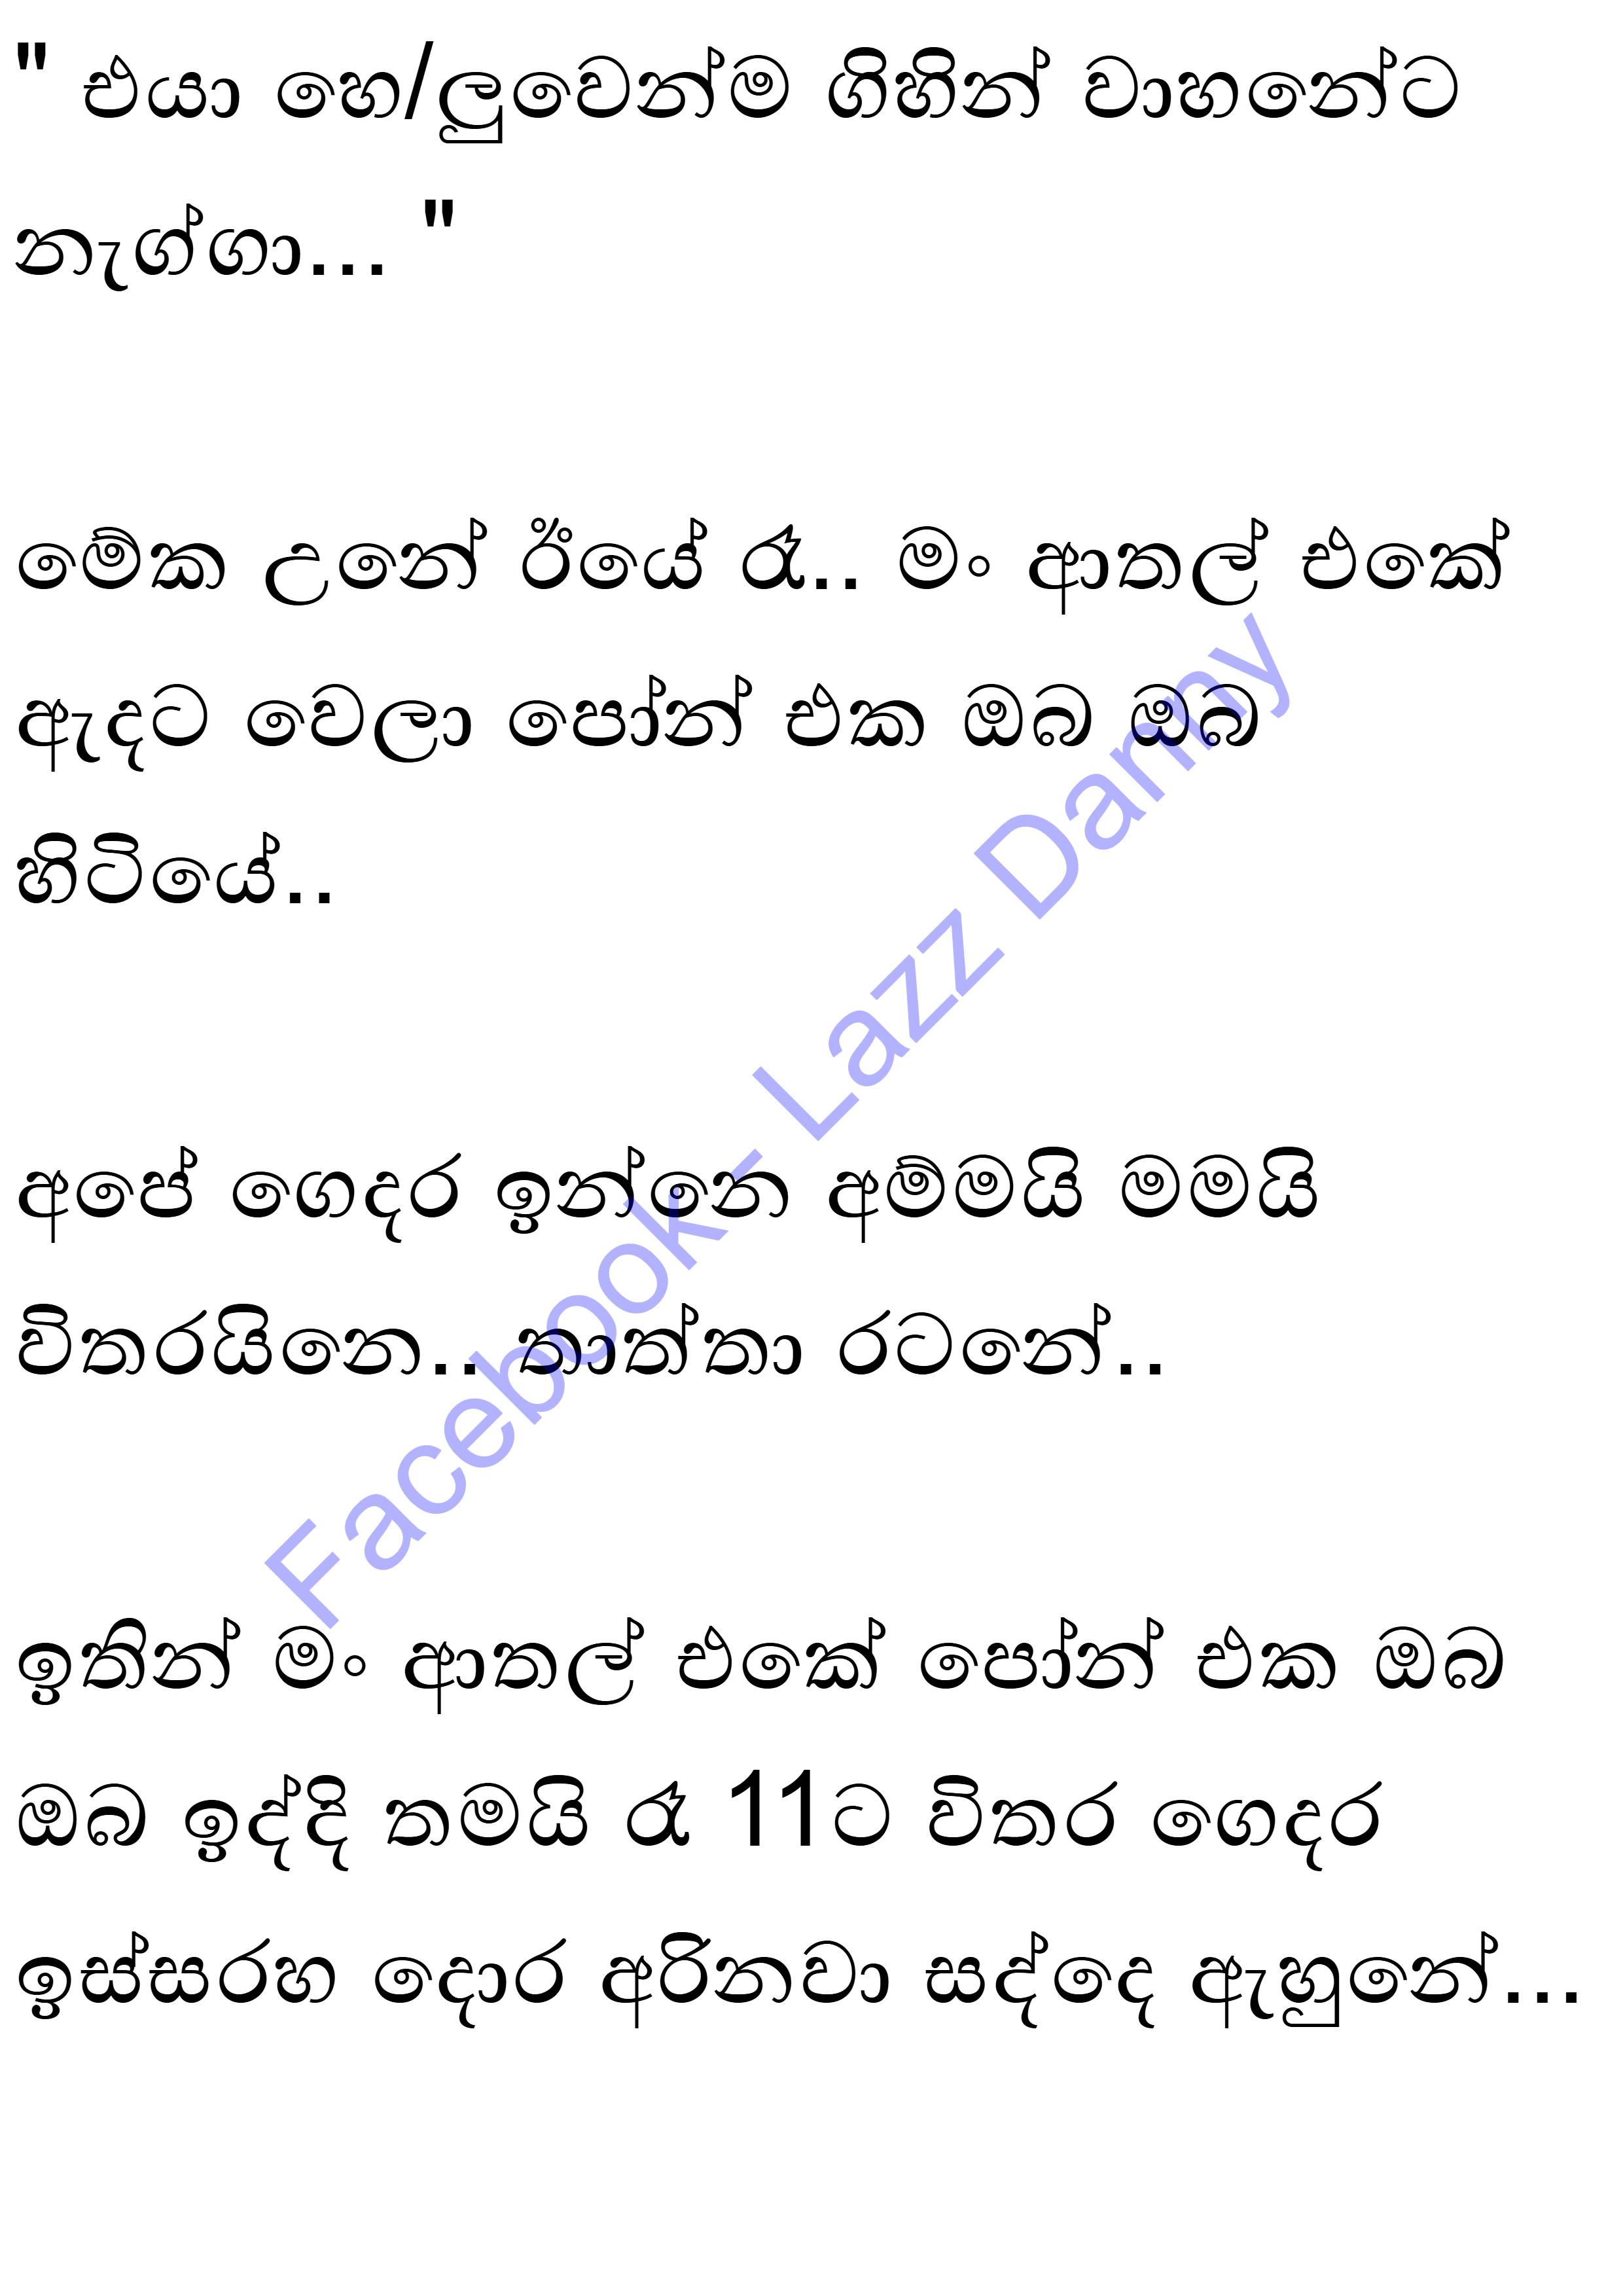 " එයා හෙ/ලුවෙන්ම ගිහින් වාහනේට
නැග්ගා... "
මේක උනේ ඊයේ රෑ.. මං ආතල් එකේ
ඇදට වෙලා පෝන් එක ඔබ ඔබ
හිටියේ..
අපේ ගෙදර ඉන්නෙ අම්මයි මමයි
විතරයිනෙ.. තාත්තා රටනේ..
ඉතින් මං ආතල් එකේ පෝන් එක ඔබ
ඔබ ඉද්දි තමයි රෑ 11ට විතර ගෙදර
ඉස්සරහ දොර අරිනවා සද්දෙ ඇහුනේ...
Facebook- Lazz Danny